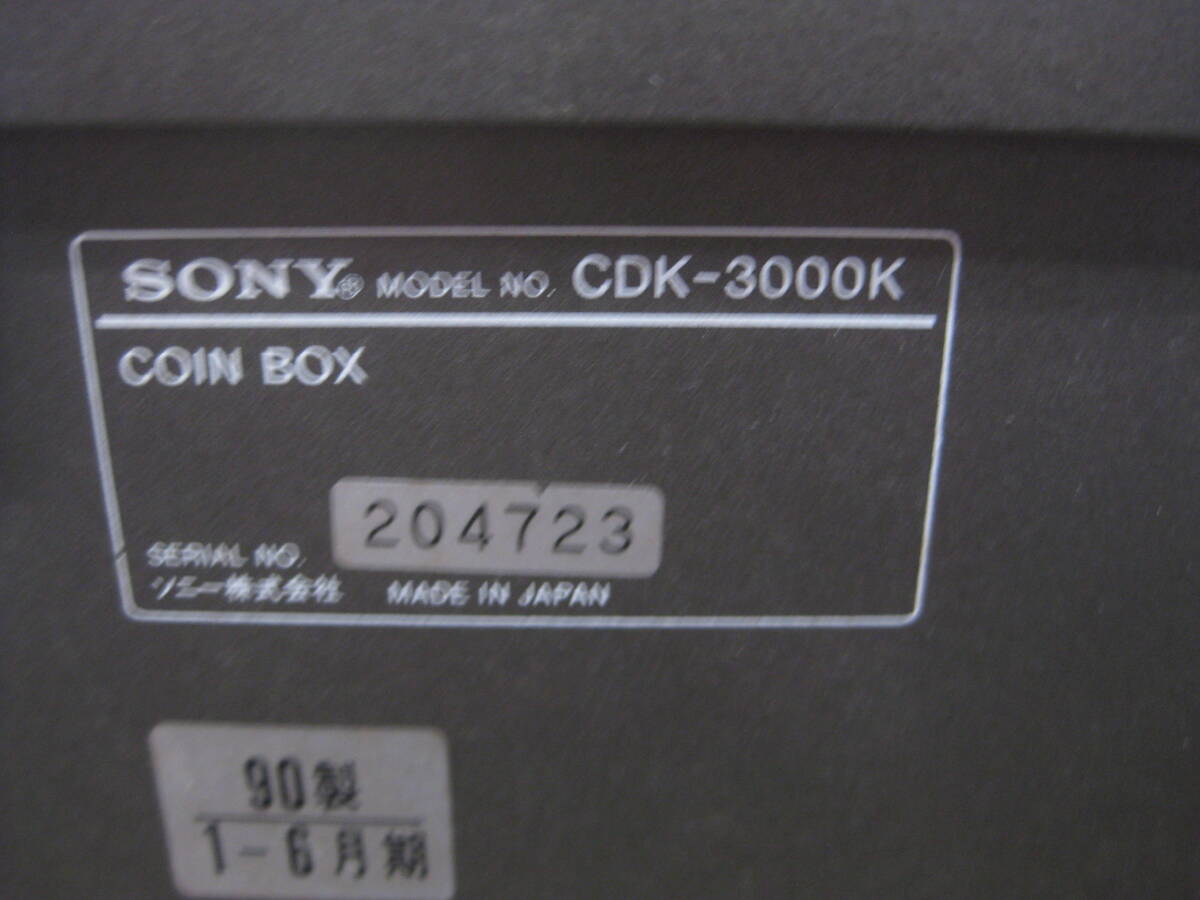 SONY® MODEL NO. CDK-3000K
COIN BOX
SERIAL NO. 204723
ソニー株式会社 MADE IN JAPAN
90製
1-6月期